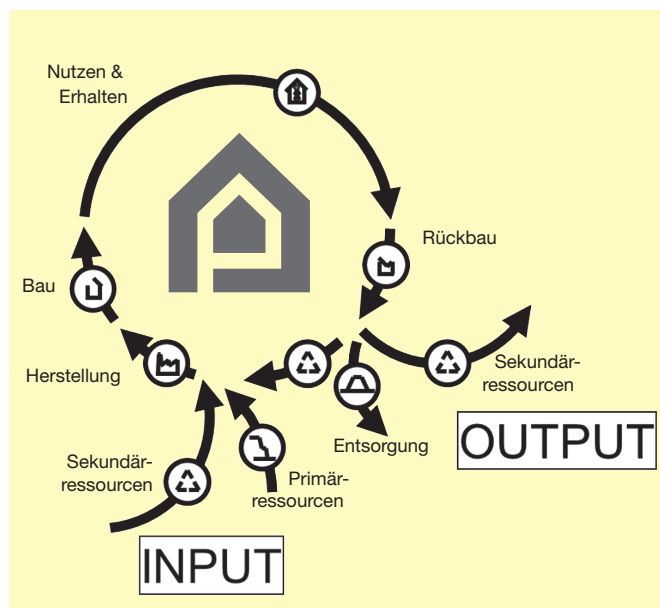 Nutzen &
Erhalten
Rückbau
Bau
Herstellung
Sekundär-
ressourcen
OUTPUT
Entsorgung
Sekundär-
ressourcen
Primär-
ressourcen
INPUT